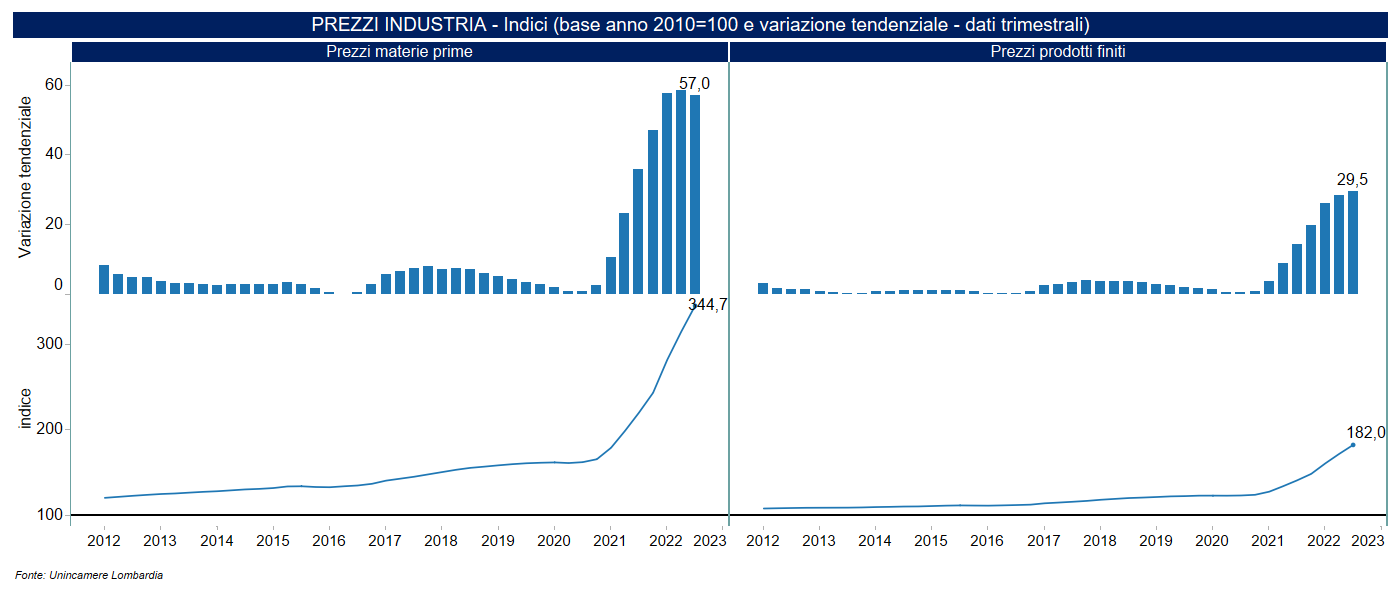 PREZZI INDUSTRIA - Indici (base anno 2010=100 e variazione tendenziale - dati trimestrali)
Prezzi materie prime
Prezzi prodotti finiti
Variazione tendenziale
60
40
20
0
57,0
29,5
indice
300
200
100
344,7
182,0
2012 2013 2014 2015 2016 2017 2018 2019 2020 2021 2022 2023
2012 2013 2014 2015 2016 2017 2018 2019 2020 2021 2022 2023
Fonte: Unincamere Lombardia